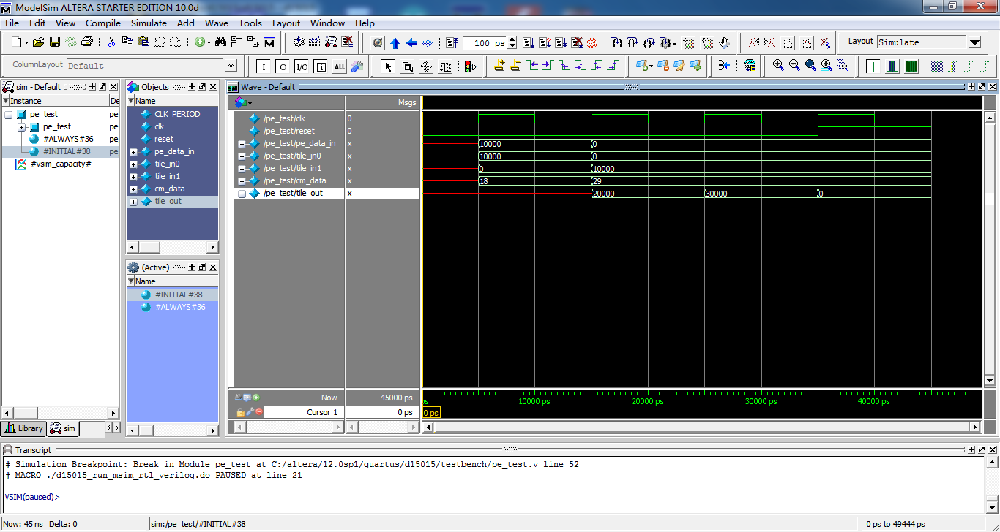 ModelSim ALTERA STARTER EDITION 10.0d
File Edit View Compile Simulate Add Wave Tools Layout Window Help
100 ps
Layout Simulate
ColumnLayout Default
I O I/O i ALL
sim - Default
Instance De
pe_test pe
pe_test pe
#ALWAYS#36 pe
#INITIAL#38 pe
#vsim_capacity#
Library sim
Objects
Name
CLK_PERIOD
clk
reset
pe_data_in
tile_in0
tile_in1
cm_data
tile_out
(Active)
Name
#INITIAL#38
#ALWAYS#36
Wave - Default
Msgs
/pe_test/clk 0
/pe_test/reset 0
/pe_test/pe_data_in x 10000 0
/pe_test/tile_in0 x 10000 0
/pe_test/tile_in1 x 0 10000
/pe_test/cm_data x 18 29
/pe_test/tile_out x 20000 30000 0
Now 45000 ps ps 10000 ps 20000 ps 30000 ps 40000 ps
Cursor 1 0 ps 0 ps
Transcript
# Simulation Breakpoint: Break in Module pe_test at C:/altera/12.0sp1/quartus/d15015/testbench/pe_test.v line 52
# MACRO ./d15015_run_msim_rtl_verilog.do PAUSED at line 21
VSIM(paused)>
Now: 45 ns Delta: 0 sim:/pe_test/#INITIAL#38 0 ps to 49444 ps